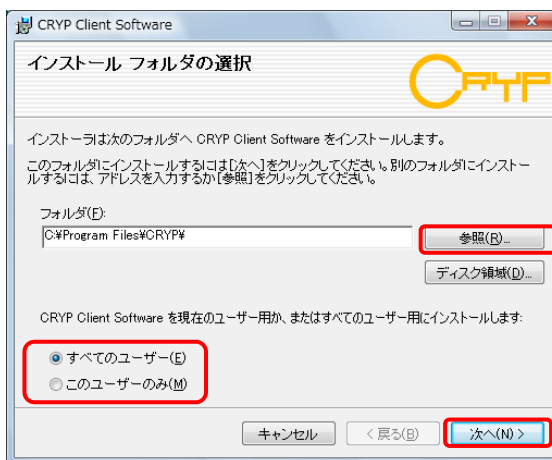 CRYP Client Software
インストール フォルダの選択
CRYP
インストーラは次のフォルダへ CRYP Client Software をインストールします。
このフォルダにインストールするには[次へ]をクリックしてください。別のフォルダにインストー
ルするには、アドレスを入力するか[参照]をクリックしてください。
フォルダ(F):
C:¥Program Files¥CRYP¥
参照(R)...
ディスク領域(D)...
CRYP Client Software を現在のユーザー用か、またはすべてのユーザー用にインストールします:
すべてのユーザー(E)
このユーザーのみ(M)
キャンセル
< 戻る(B)
次へ(N) >